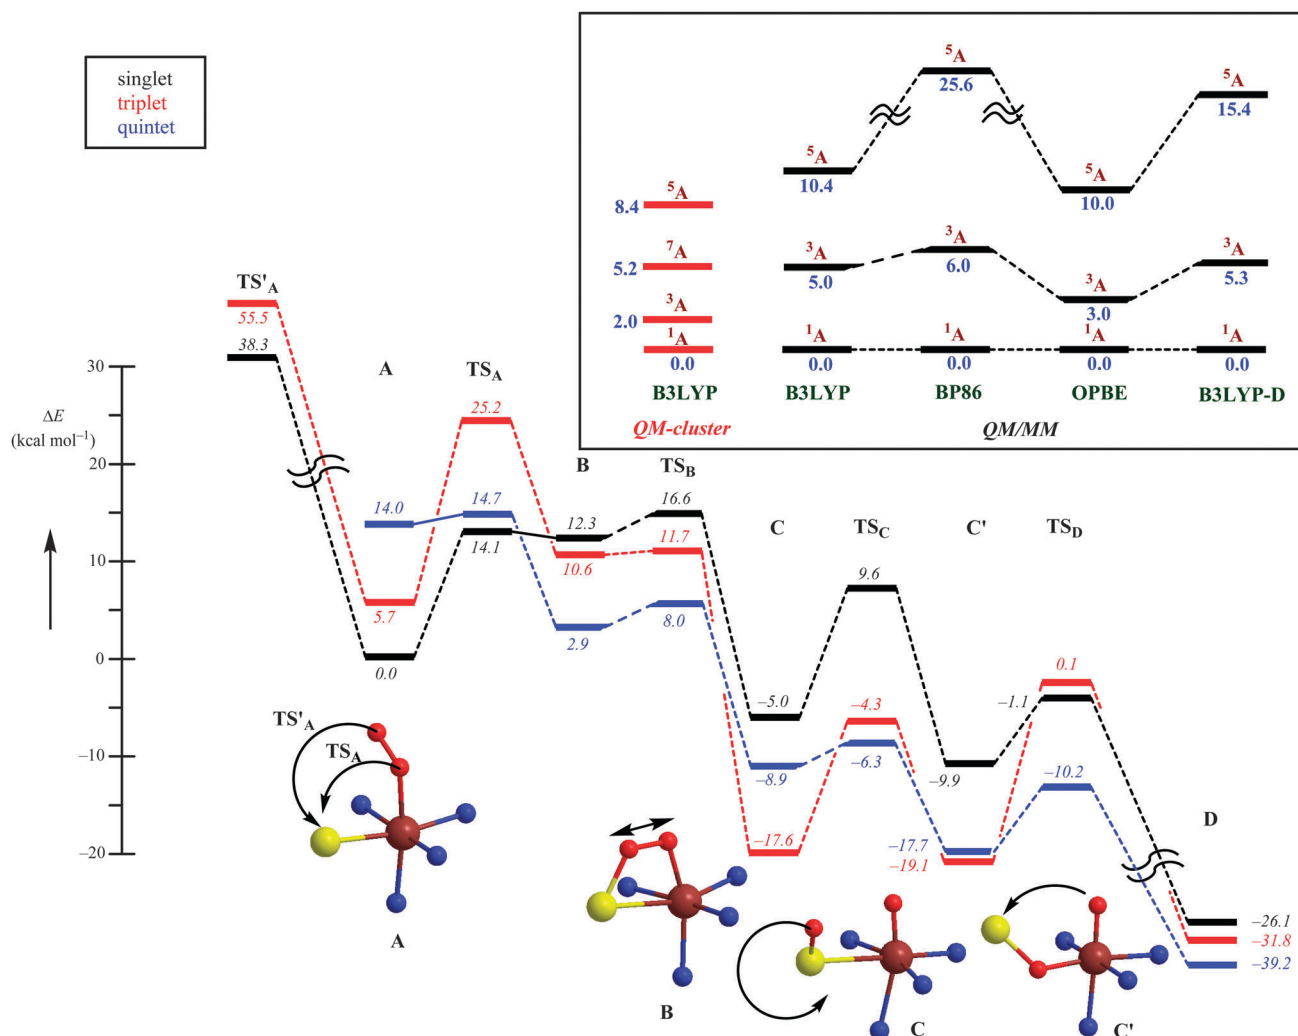 singlet
triplet
quintet
⁵A
25.6
⁵A
15.4
⁵A
10.4
⁵A
10.0
⁵A
8.4
⁷A
5.2
³A
5.0
³A
6.0
³A
3.0
³A
5.3
³A
2.0
¹A
0.0
¹A
0.0
¹A
0.0
¹A
0.0
¹A
0.0
B3LYP
B3LYP
BP86
OPBE
B3LYP-D
QM-cluster
QM/MM
ΔE
(kcal mol⁻¹)
30
20
10
0
−10
−20
TS'A
55.5
38.3
A
14.0
5.7
0.0
TSA
25.2
14.7
14.1
B
12.3
10.6
2.9
TSB
16.6
11.7
8.0
C
−5.0
−8.9
−17.6
TSC
9.6
−4.3
−6.3
C'
−9.9
−17.7
−19.1
TSD
0.1
−1.1
−10.2
D
−26.1
−31.8
−39.2
TS'A
TSA
A
B
C
C'